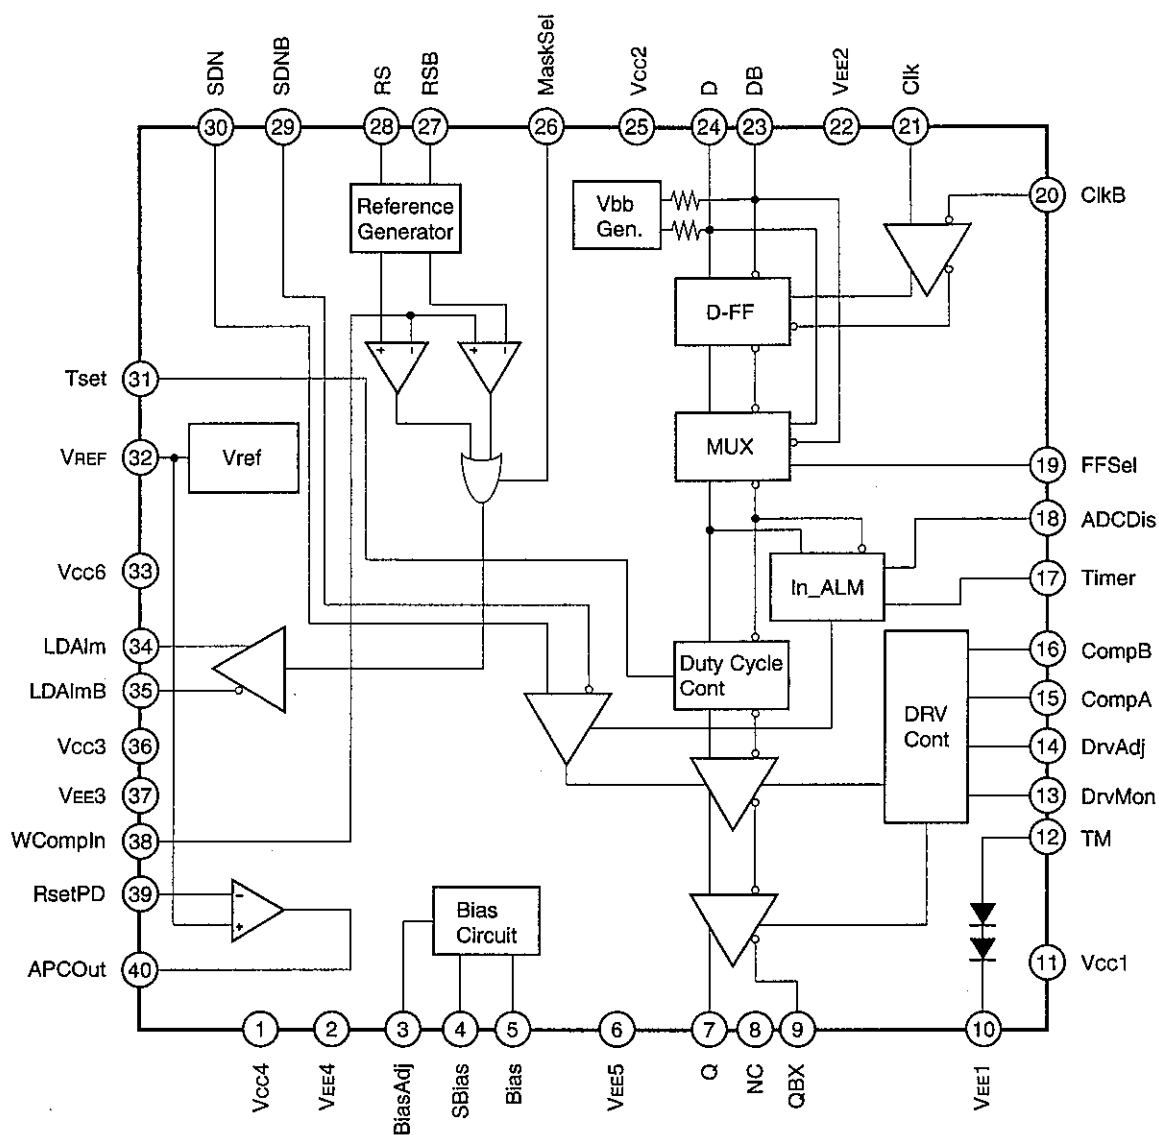 SDN
SDNB
RS
RSB
MaskSel
VCC2
D
DB
VEE2
Clk
30
29
28
27
26
25
24
23
22
21
Reference
Generator
Vbb
Gen.
20
ClkB
D-FF
+
-
+
-
Tset
31
VREF
32
Vref
MUX
19
FFSel
18
ADCDis
VCC6
33
In_ALM
17
Timer
LDAlm
34
LDAlmB
35
Duty Cycle
Cont
16
CompB
15
CompA
DRV
Cont
VCC3
36
14
DrvAdj
VEE3
37
13
DrvMon
WCompIn
38
12
TM
RsetPD
39
-
+
Bias
Circuit
APCOut
40
11
VCC1
1
2
3
4
5
6
7
8
9
10
VCC4
VEE4
BiasAdj
SBias
Bias
VEE5
Q
NC
QBX
VEE1